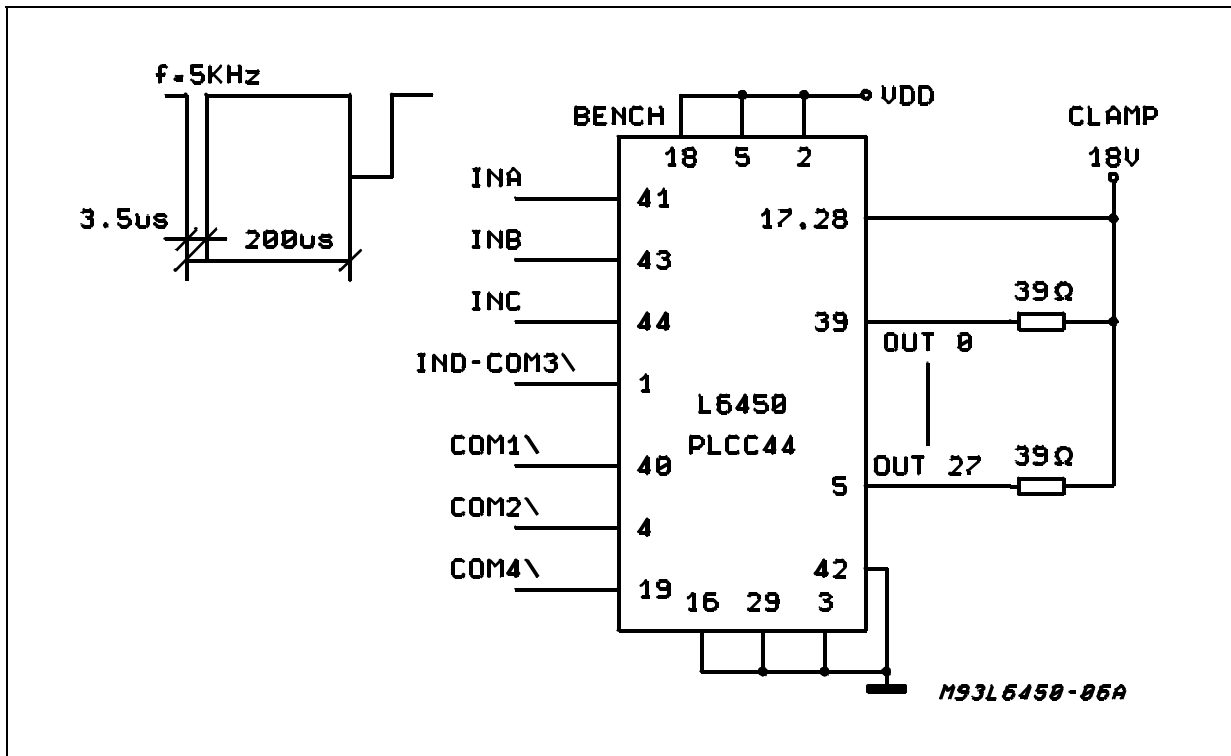 f=5KHz
3.5us
200us
BENCH
VDD
18 5 2
CLAMP
18V
INA
41
INB
43
INC
44
IND-COM3\
1
COM1\
40
COM2\
4
COM4\
19
17.28
39
39Ω
OUT 0
L6450
PLCC44
OUT 27
39Ω
5
42
16 29 3
M93L6450-06A